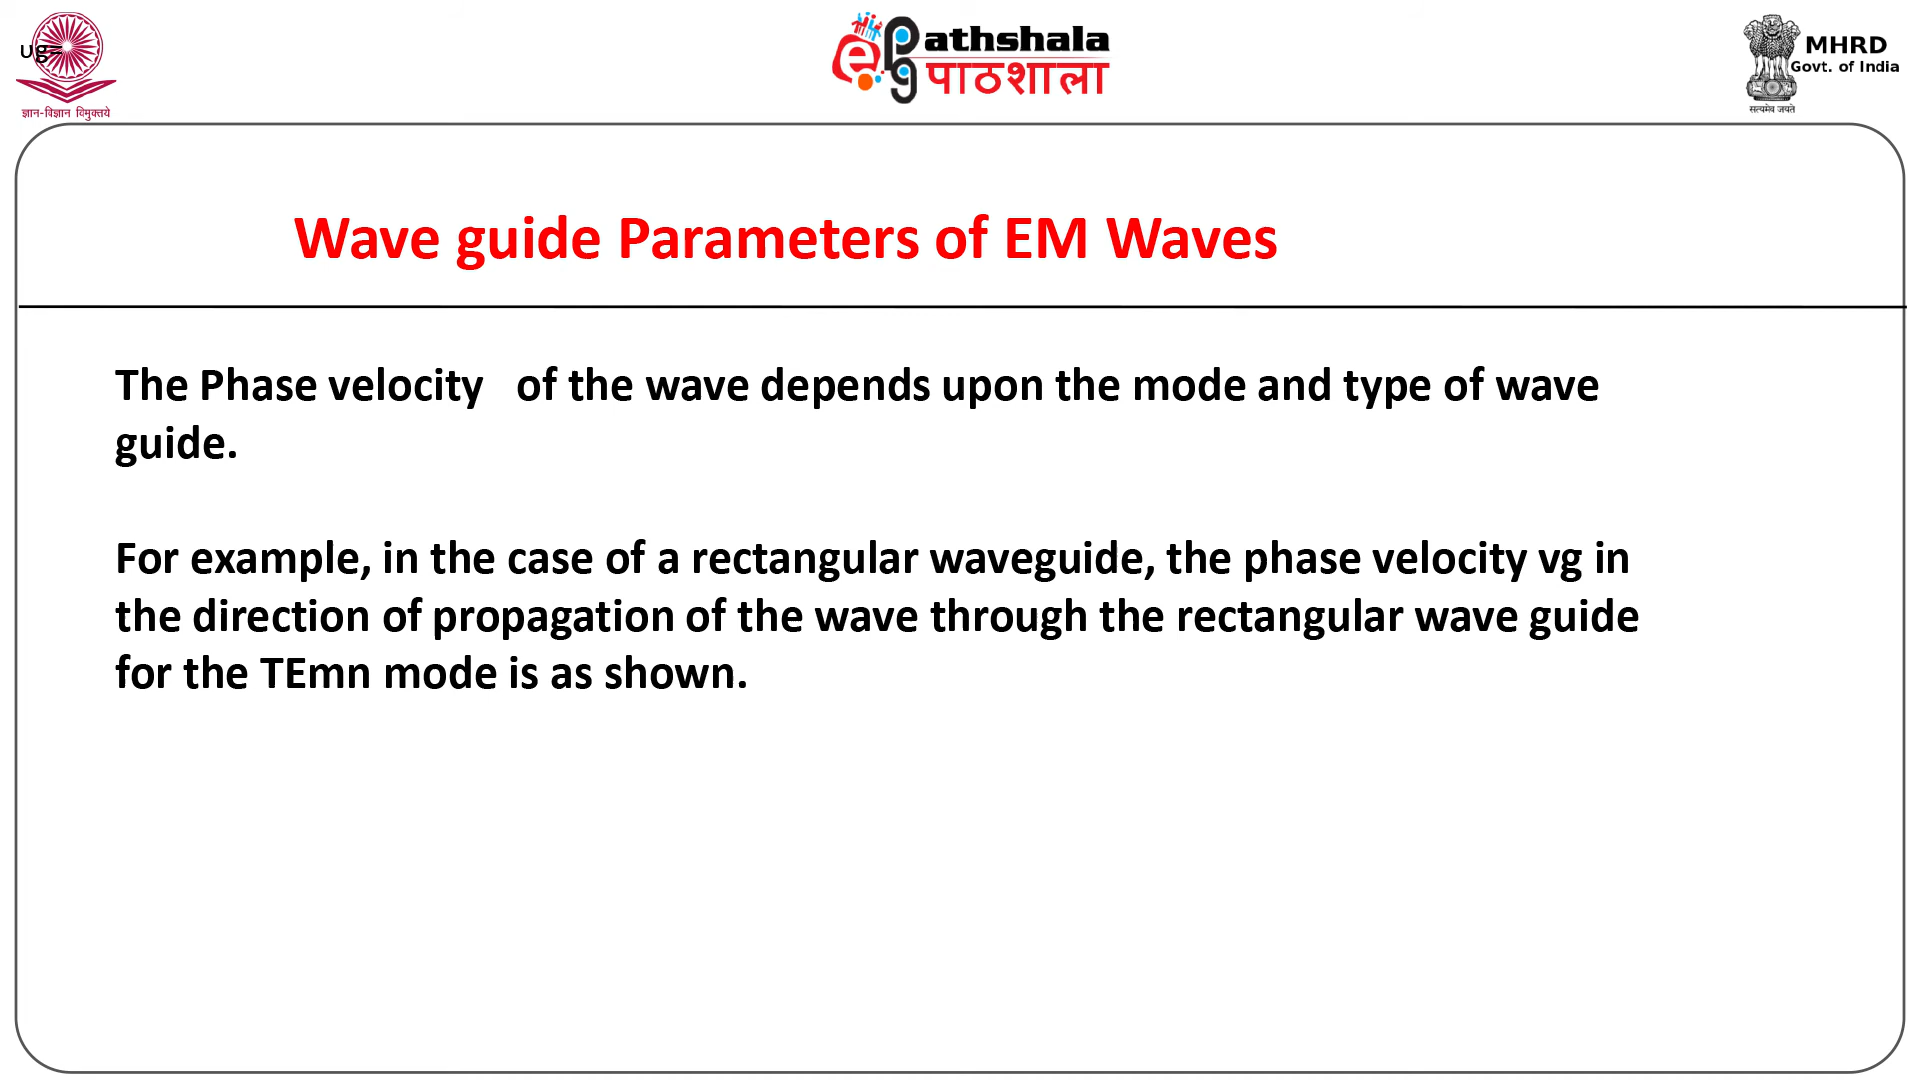 υg=
ज्ञान-विज्ञान विमुक्तये
e Pg athshala
पाठशाला
MHRD
Govt. of India
सत्यमेव जयते
Wave guide Parameters of EM Waves
The Phase velocity of the wave depends upon the mode and type of wave
guide.
For example, in the case of a rectangular waveguide, the phase velocity vg in
the direction of propagation of the wave through the rectangular wave guide
for the TEmn mode is as shown.